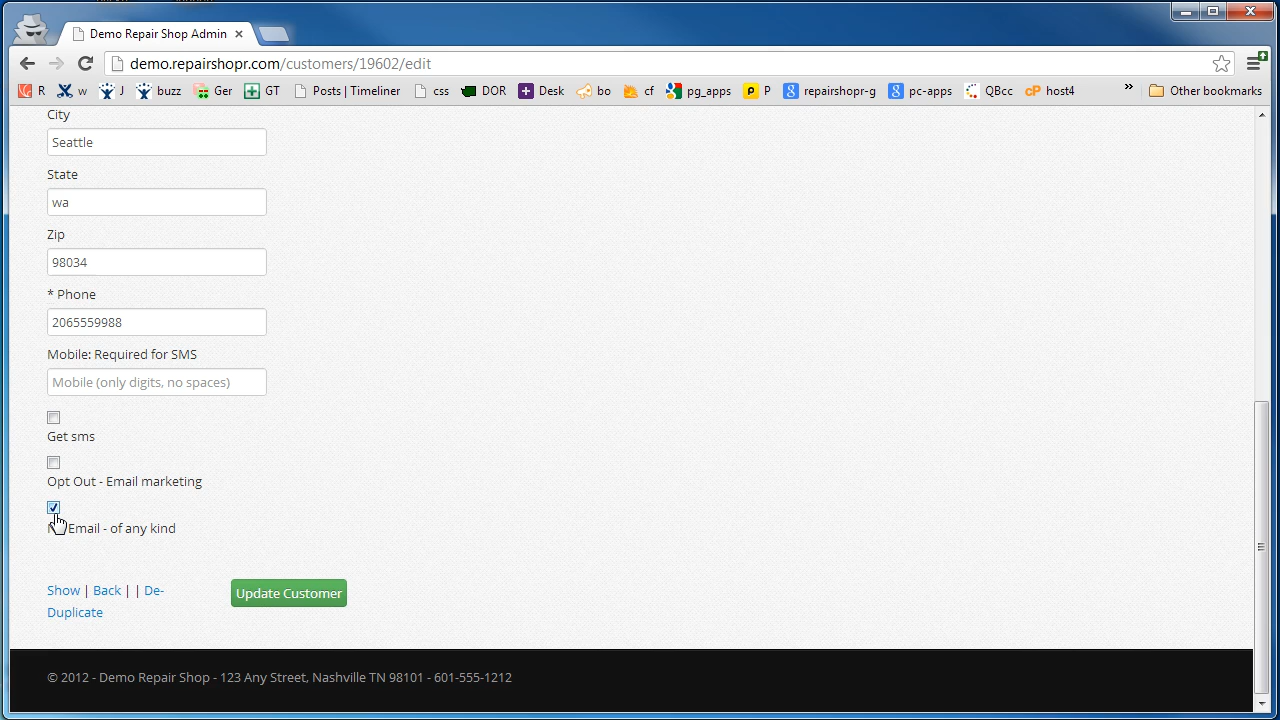 Demo Repair Shop Admin
demo.repairshopr.com/customers/19602/edit
R w J buzz Ger GT Posts | Timeliner css DOR Desk bo cf pg_apps P repairshopr-g pc-apps QBcc cP host4 » Other bookmarks
City
Seattle
State
wa
Zip
98034
* Phone
2065559988
Mobile: Required for SMS
Mobile (only digits, no spaces)
Get sms
Opt Out - Email marketing
Email - of any kind
Show | Back | | De-
Duplicate
Update Customer
© 2012 - Demo Repair Shop - 123 Any Street, Nashville TN 98101 - 601-555-1212